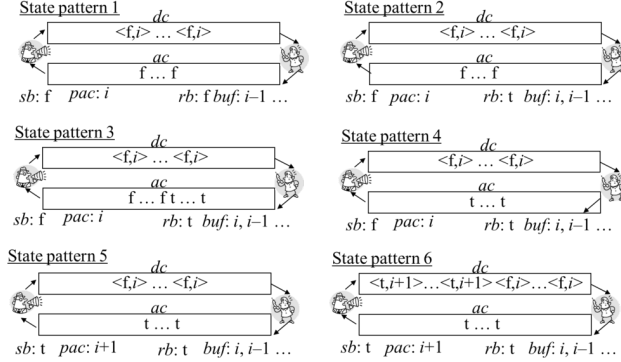 State pattern 1
dc
<f,i> … <f,i>
ac
f … f
sb: f pac: i rb: f buf: i–1 …
State pattern 2
dc
<f,i> … <f,i>
ac
f … f
sb: f pac: i rb: t buf: i, i–1 …
State pattern 3
dc
<f,i> … <f,i>
ac
f … f t … t
sb: f pac: i rb: t buf: i, i–1 …
State pattern 4
dc
<f,i> … <f,i>
ac
t … t
sb: f pac: i rb: t buf: i, i–1 …
State pattern 5
dc
<f,i> … <f,i>
ac
t … t
sb: t pac: i+1 rb: t buf: i, i–1 …
State pattern 6
dc
<t,i+1>…<t,i+1> <f,i>…<f,i>
ac
t … t
sb: t pac: i+1 rb: t buf: i, i–1 …